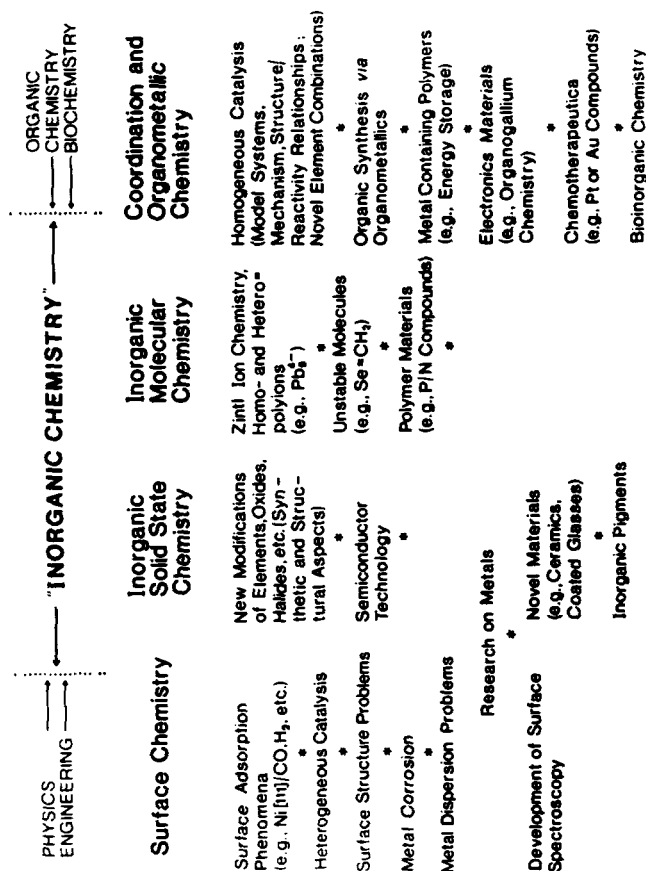 PHYSICS
ENGINEERING
"INORGANIC CHEMISTRY"
ORGANIC
CHEMISTRY
BIOCHEMISTRY
Surface Chemistry
Surface Adsorption
Phenomena
(e.g., Ni [111]/CO,H₂, etc.)
*
Heterogeneous Catalysis
*
Surface Structure Problems
*
Metal Corrosion
*
Metal Dispersion Problems
Research on Metals
*
Development of Surface
Spectroscopy
Inorganic
Solid State
Chemistry
New Modifications
of Elements,Oxides,
Halides, etc. (Syn-
thetic and Struc-
tural Aspects)
*
Semiconductor
Technology
*
Novel Materials
(e.g., Ceramics,
Coated Glasses)
*
Inorganic Pigments
Inorganic
Molecular
Chemistry
Zintl Ion Chemistry,
Homo- and Hetero=
polyions
*
Unstable Molecules
(e.g., Se=CH₂)
*
Polymer Materials
(e.g., P/N Compounds)
*
Coordination and
Organometallic
Chemistry
Homogeneous Catalysis
(Model Systems,
Mechanism,Structure/
Reactivity Relationships;
Novel Element Combinations)
*
Organic Synthesis via
Organometallics
*
Metal Containing Polymers
(e.g., Energy Storage)
*
Electronics Materials
(e.g., Organogallium
Chemistry)
*
Chemotherapeutica
(e.g., Pt or Au Compounds)
*
Bioinorganic Chemistry